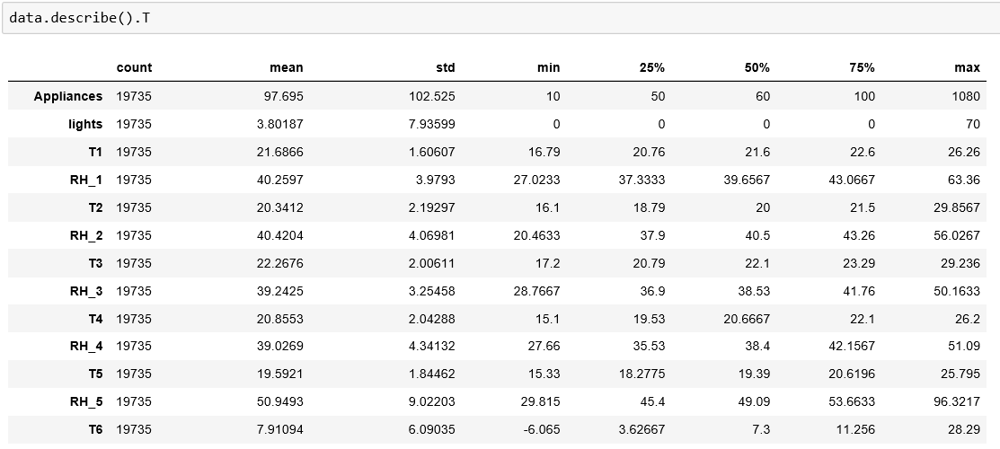 data.describe().T
count mean std min 25% 50% 75% max
Appliances 19735 97.695 102.525 10 50 60 100 1080
lights 19735 3.80187 7.93599 0 0 0 0 70
T1 19735 21.6866 1.60607 16.79 20.76 21.6 22.6 26.26
RH_1 19735 40.2597 3.9793 27.0233 37.3333 39.6567 43.0667 63.36
T2 19735 20.3412 2.19297 16.1 18.79 20 21.5 29.8567
RH_2 19735 40.4204 4.06981 20.4633 37.9 40.5 43.26 56.0267
T3 19735 22.2676 2.00611 17.2 20.79 22.1 23.29 29.236
RH_3 19735 39.2425 3.25458 28.7667 36.9 38.53 41.76 50.1633
T4 19735 20.8553 2.04288 15.1 19.53 20.6667 22.1 26.2
RH_4 19735 39.0269 4.34132 27.66 35.53 38.4 42.1567 51.09
T5 19735 19.5921 1.84462 15.33 18.2775 19.39 20.6196 25.795
RH_5 19735 50.9493 9.02203 29.815 45.4 49.09 53.6633 96.3217
T6 19735 7.91094 6.09035 -6.065 3.62667 7.3 11.256 28.29